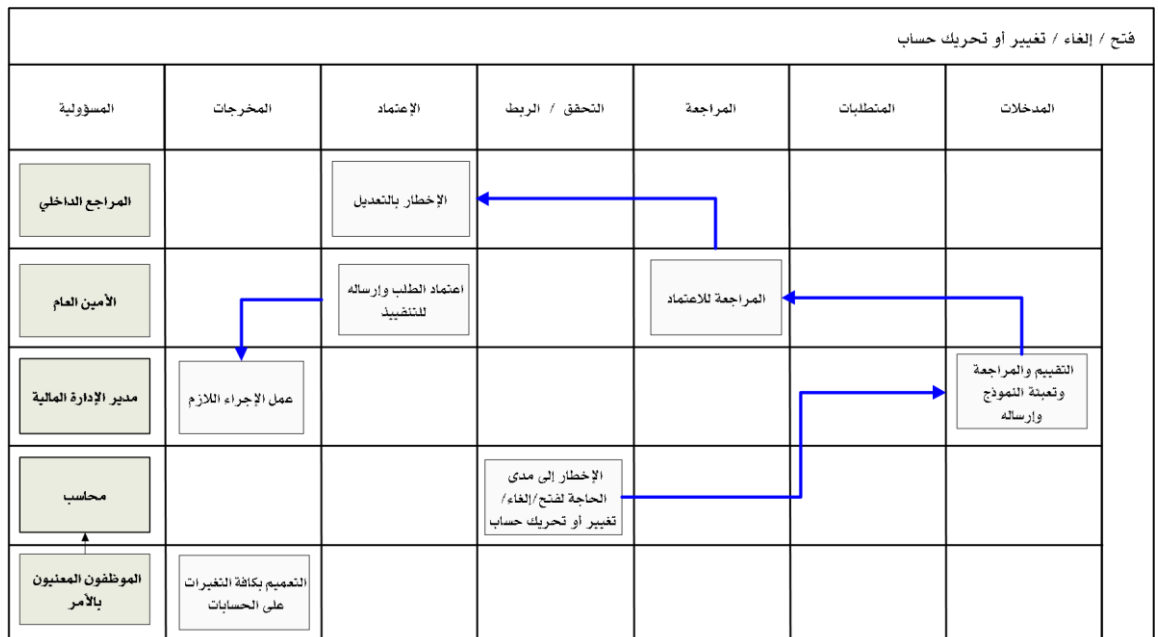 فتح / إلغاء / تغيير أو تحريك حساب
المدخلات
المتطلبات
المراجعة
التحقق / الربط
الإعتماد
المخرجات
المسؤولية
الإخطار بالتعديل
المراجع الداخلي
المراجعة للاعتماد
اعتماد الطلب وإرساله
للتنفيذ
الأمين العام
التقييم والمراجعة
وتعبئة النموذج
وإرساله
عمل الإجراء اللازم
مدير الإدارة المالية
الإخطار إلى مدى
الحاجة لفتح/إلغاء/
تغيير أو تحريك حساب
محاسب
التعميم بكافة التغيرات
على الحسابات
الموظفون المعنيون
بالأمر